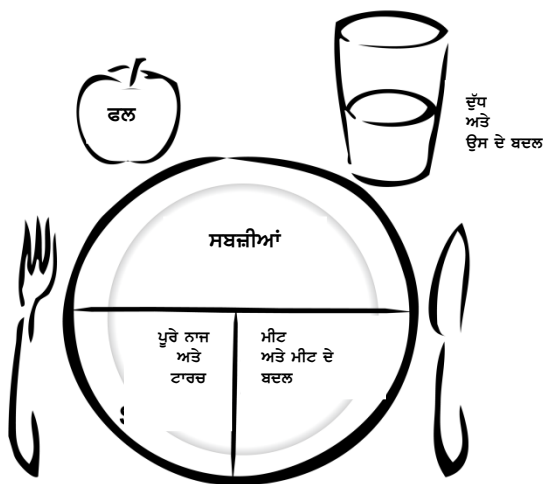 ਫਲ
ਦੁੱਧ
ਅਤੇ
ਉਸ ਦੇ ਬਦਲ
ਸਬਜ਼ੀਆਂ
ਪੂਰੇ ਨਾਜ
ਅਤੇ
ਟਾਰਚ
ਮੀਟ
ਅਤੇ ਮੀਟ ਦੇ
ਬਦਲ